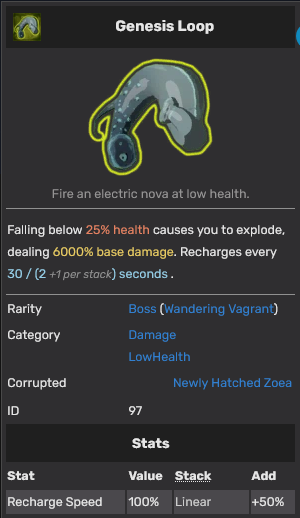 Genesis Loop
Fire an electric nova at low health.
Falling below 25% health causes you to explode,
dealing 6000% base damage. Recharges every
30 / (2 +1 per stack) seconds .
Rarity Boss (Wandering Vagrant)
Category Damage
LowHealth
Corrupted Newly Hatched Zoea
ID 97
Stats
Stat Value Stack Add
Recharge Speed 100% Linear +50%